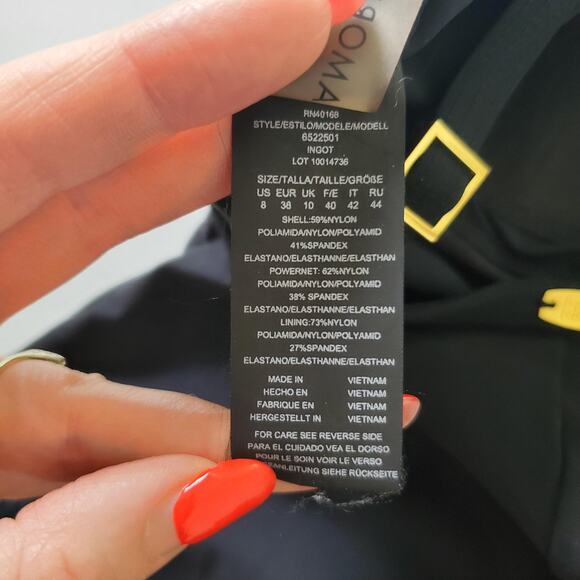 ROMA
RN40168
STYLE/ESTILO/MODELE/MODELL
6522501
INGOT
LOT 10014736
SIZE/TALLA/TAILLE/GRÖßE
US EUR UK F/E IT RU
8 38 10 40 42 44
SHELL:59%NYLON
POLIAMIDA/NYLON/POLYAMID
41%SPANDEX
ELASTANO/ELASTHANNE/ELASTHAN
POWERNET: 62%NYLON
POLIAMIDA/NYLON/POLYAMID
38% SPANDEX
ELASTANO/ELASTHANNE/ELASTHAN
LINING:73%NYLON
POLIAMIDA/NYLON/POLYAMID
27%SPANDEX
ELASTANO/ELASTHANNE/ELASTHAN
MADE IN VIETNAM
HECHO EN VIETNAM
FABRIQUE EN VIETNAM
HERGESTELLT IN VIETNAM
FOR CARE SEE REVERSE SIDE
PARA EL CUIDADO VEA EL DORSO
POUR LE SOIN VOIR LE VERSO
SIEHE RÜCKSEITE